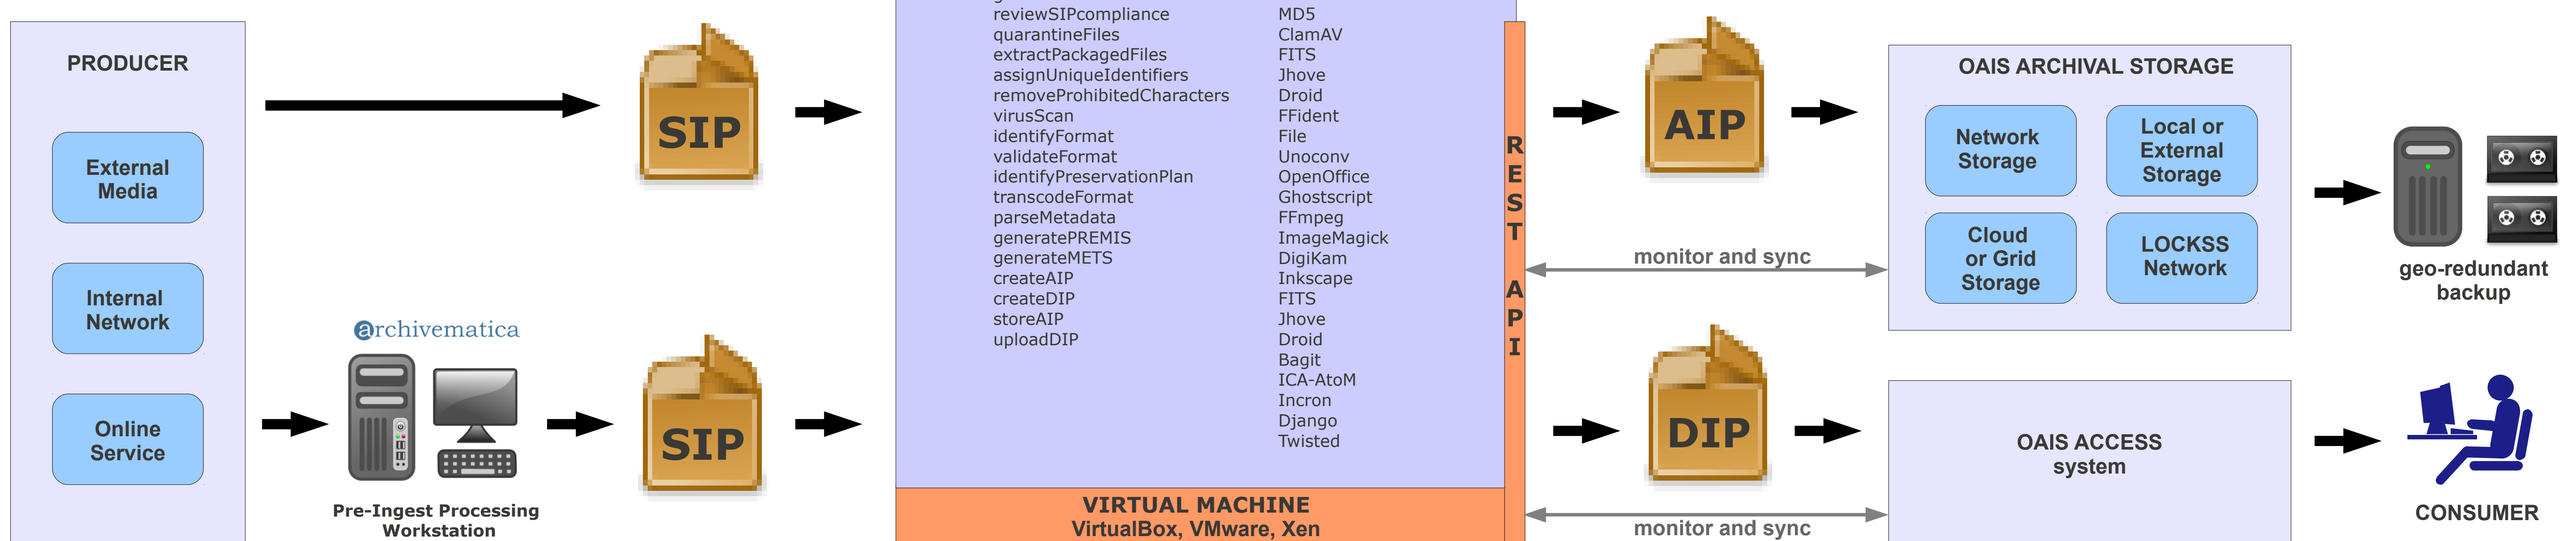 PRODUCER
External
Media
Internal
Network
Online
Service
archivematica
Pre-Ingest Processing
Workstation
SIP
SIP
reviewSIPcompliance
quarantineFiles
extractPackagedFiles
assignUniqueIdentifiers
removeProhibitedCharacters
virusScan
identifyFormat
validateFormat
identifyPreservationPlan
transcodeFormat
parseMetadata
generatePREMIS
generateMETS
createAIP
createDIP
storeAIP
uploadDIP
MD5
ClamAV
FITS
Jhove
Droid
FFident
File
Unoconv
OpenOffice
Ghostscript
FFmpeg
ImageMagick
DigiKam
Inkscape
FITS
Jhove
Droid
Bagit
ICA-AtoM
Incron
Django
Twisted
VIRTUAL MACHINE
VirtualBox, VMware, Xen
REST API
AIP
monitor and sync
DIP
monitor and sync
OAIS ARCHIVAL STORAGE
Network
Storage
Local or
External
Storage
Cloud
or Grid
Storage
LOCKSS
Network
OAIS ACCESS
system
geo-redundant
backup
CONSUMER